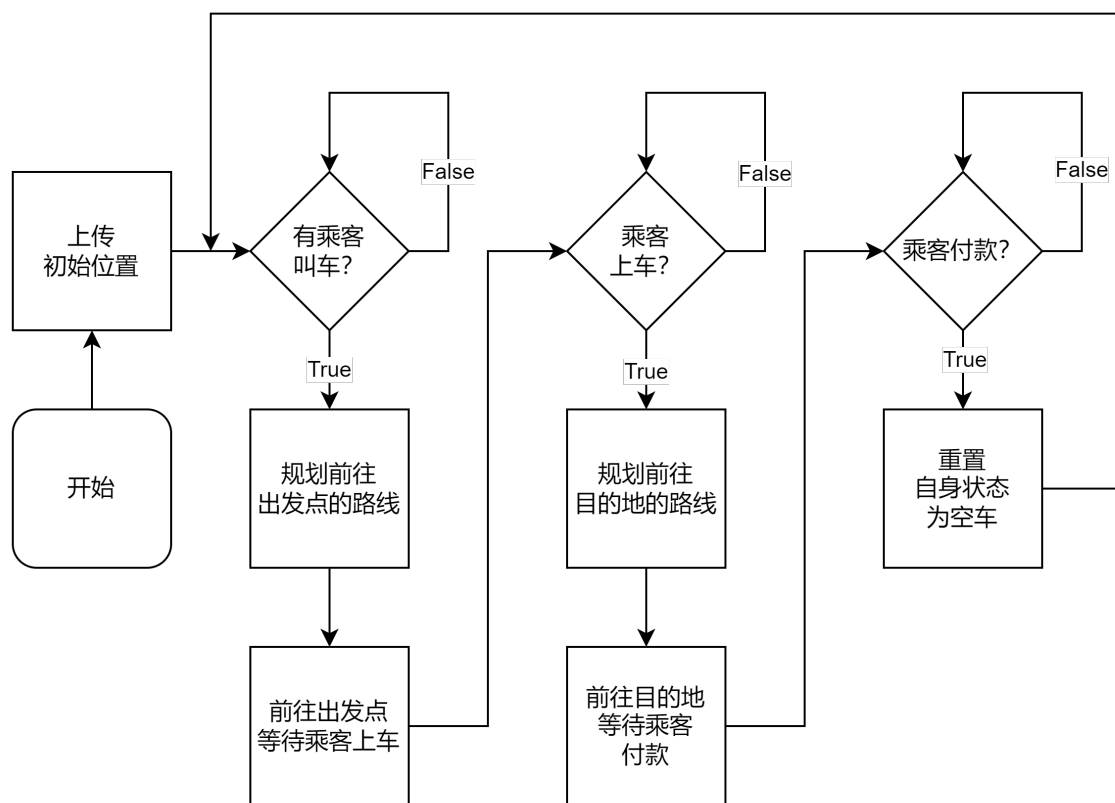 上传
初始位置
开始
有乘客
叫车?
False
True
规划前往
出发点的路线
前往出发点
等待乘客上车
乘客
上车?
False
True
规划前往
目的地的路线
前往目的地
等待乘客
付款
乘客付款?
False
True
重置
自身状态
为空车